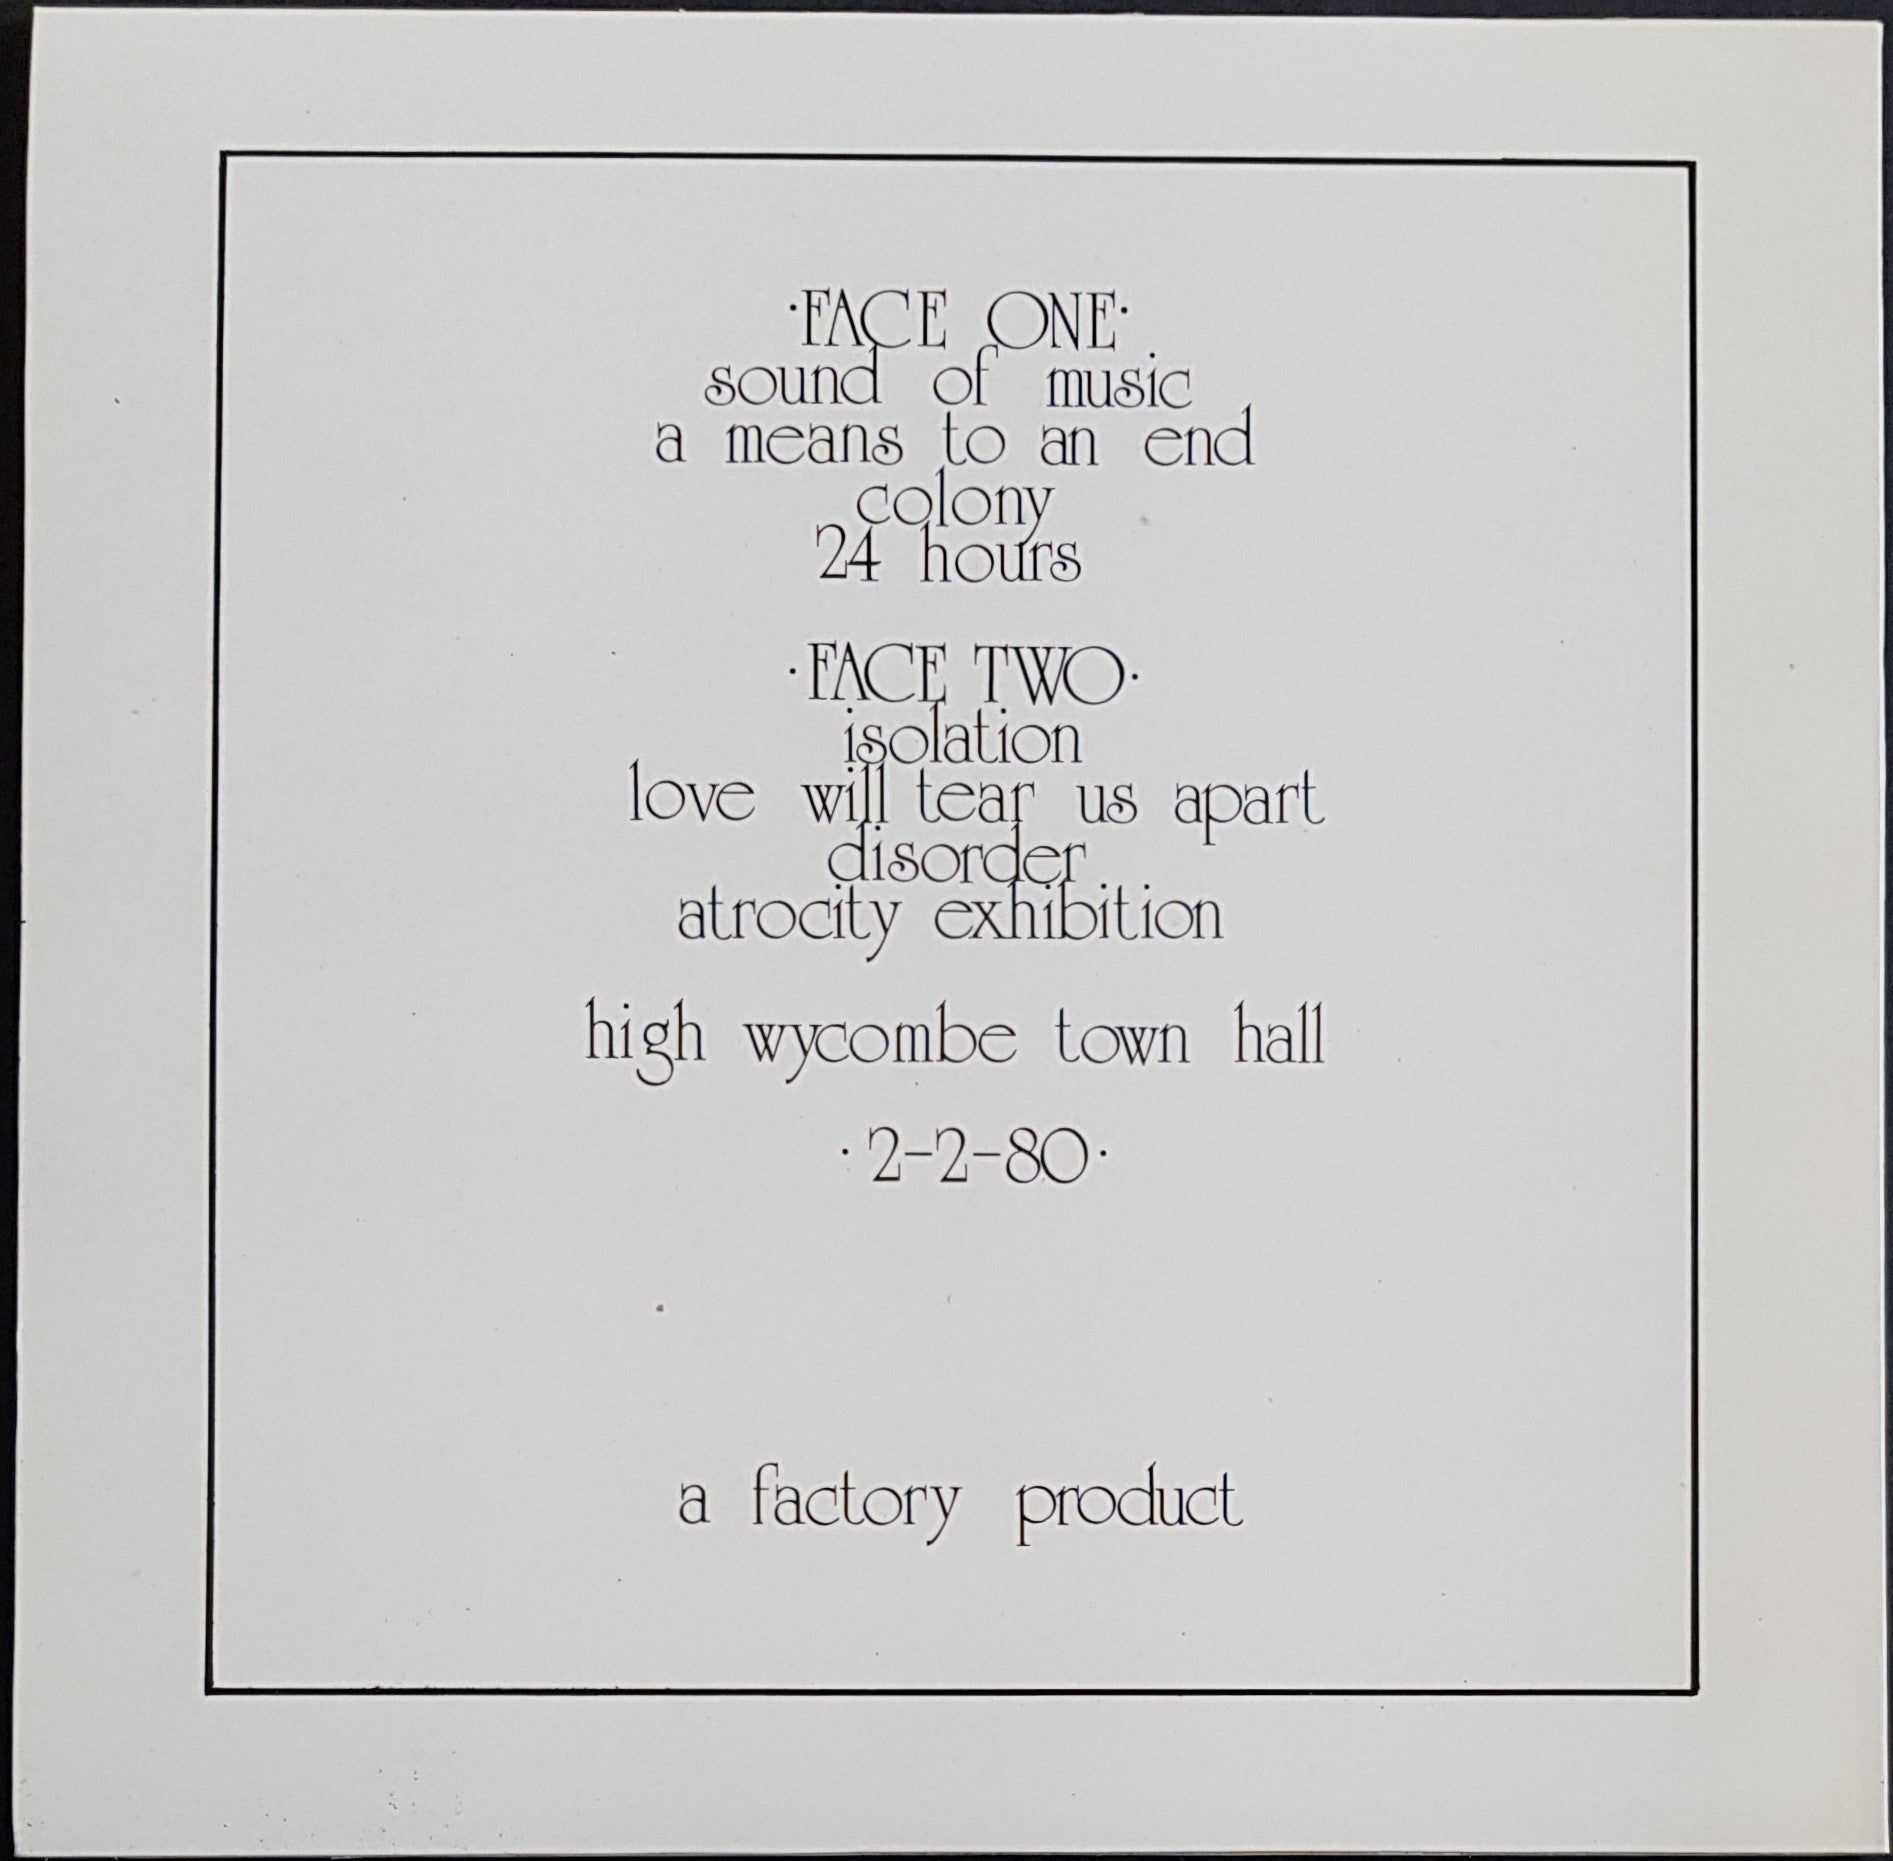 ·FACE ONE·
sound of music
a means to an end
colony
24 hours
·FACE TWO·
isolation
love will tear us apart
disorder
atrocity exhibition
high wycombe town hall
·2-2-80·
a factory product